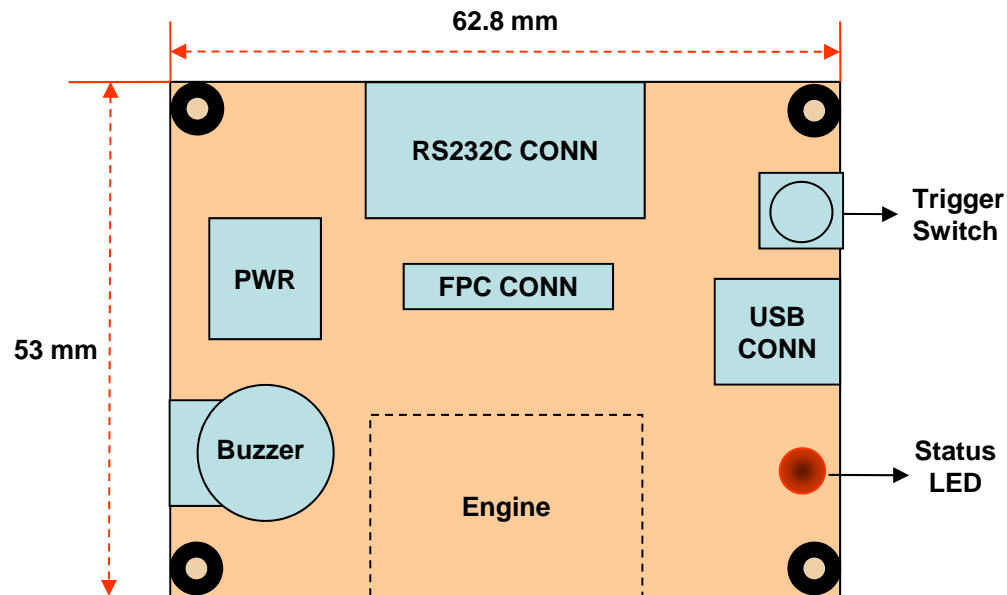 62.8 mm
RS232C CONN
Trigger
Switch
PWR
FPC CONN
USB
CONN
53 mm
Buzzer
Status
LED
Engine